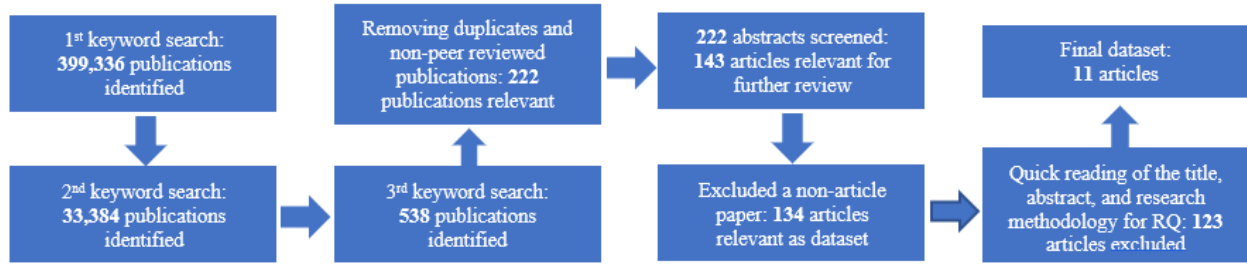 1st keyword search:
399,336 publications
identified
2nd keyword search:
33,384 publications
identified
3rd keyword search:
538 publications
identified
Removing duplicates and
non-peer reviewed
publications: 222
publications relevant
222 abstracts screened:
143 articles relevant for
further review
Excluded a non-article
paper: 134 articles
relevant as dataset
Quick reading of the title,
abstract, and research
methodology for RQ: 123
articles excluded
Final dataset:
11 articles